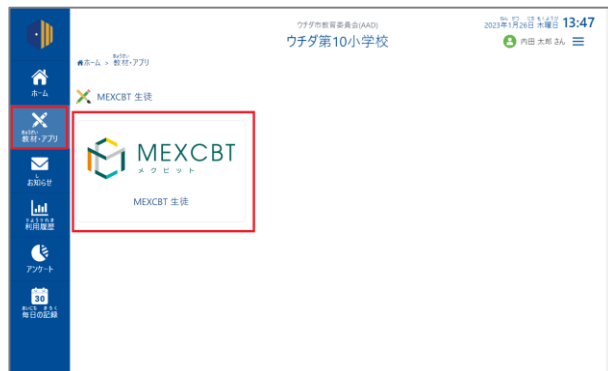 ウチダ市教育委員会(AAD)
ウチダ第10小学校
2023年1月26日 木曜日 13:47
内田 太郎 さん
ホーム > 教材・アプリ
ホーム
教材・アプリ
お知らせ
利用履歴
アンケート
30
毎日の記録
MEXCBT 生徒
MEXCBT
メクビット
MEXCBT 生徒